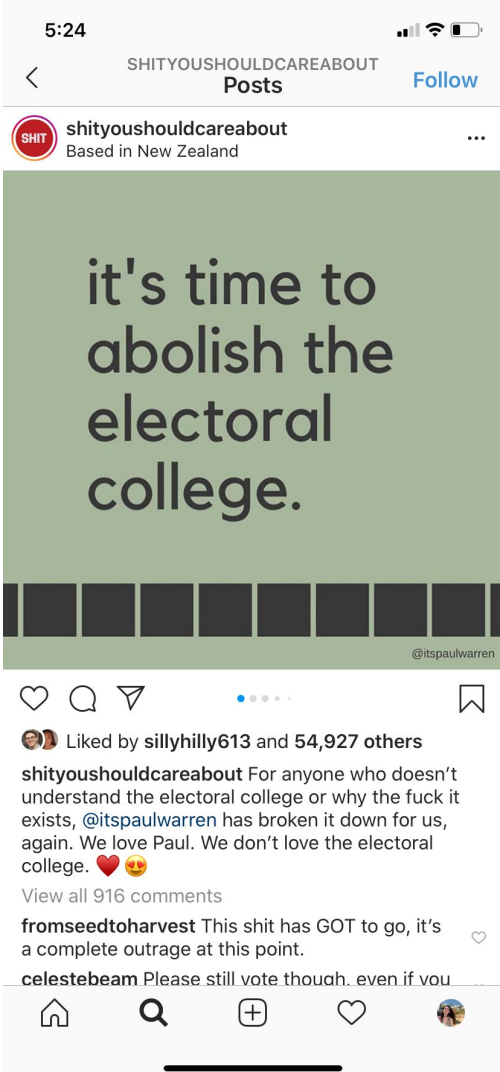 5:24
SHITYOUSHOULDCAREABOUT
Posts
Follow
SHIT
shityoushouldcareabout
Based in New Zealand
it's time to
abolish the
electoral
college.
@itspaulwarren
Liked by sillyhilly613 and 54,927 others
shityoushouldcareabout For anyone who doesn't
understand the electoral college or why the fuck it
exists, @itspaulwarren has broken it down for us,
again. We love Paul. We don't love the electoral
college. ♥️😍
View all 916 comments
fromseedtoharvest This shit has GOT to go, it's
a complete outrage at this point.
celestebeam Please still vote though, even if you